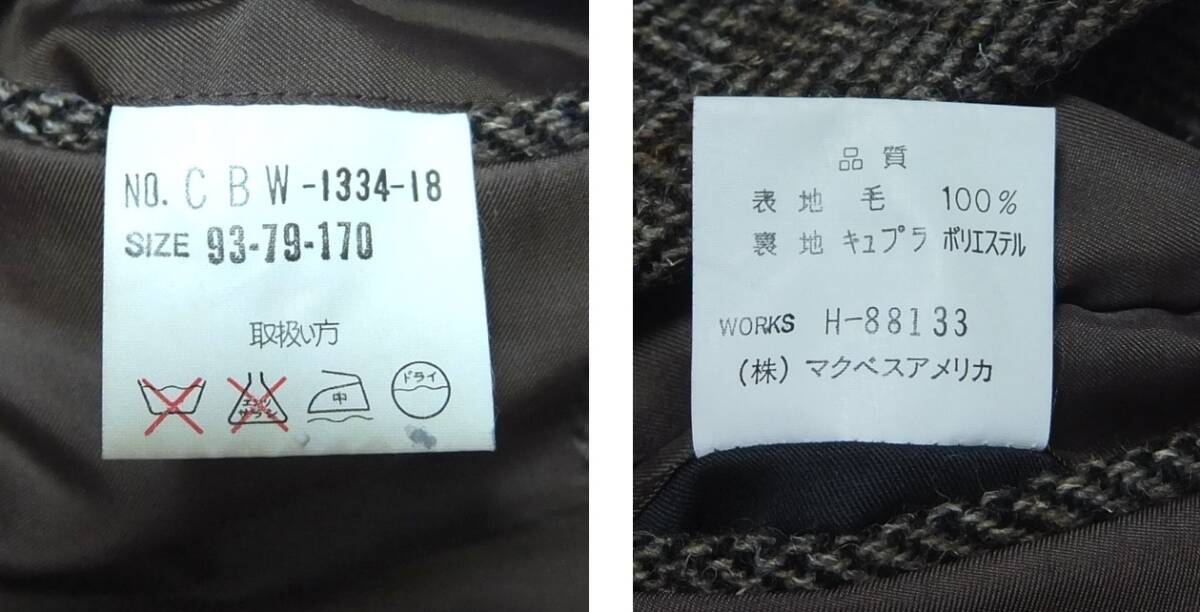 NO. C B W -1334-18
SIZE 93-79-170
取扱い方
エンソサラシ
中
ドライ
品質
表地 毛 100%
裏地 キュプラ ポリエステル
WORKS H-88133
(株) マクベスアメリカ